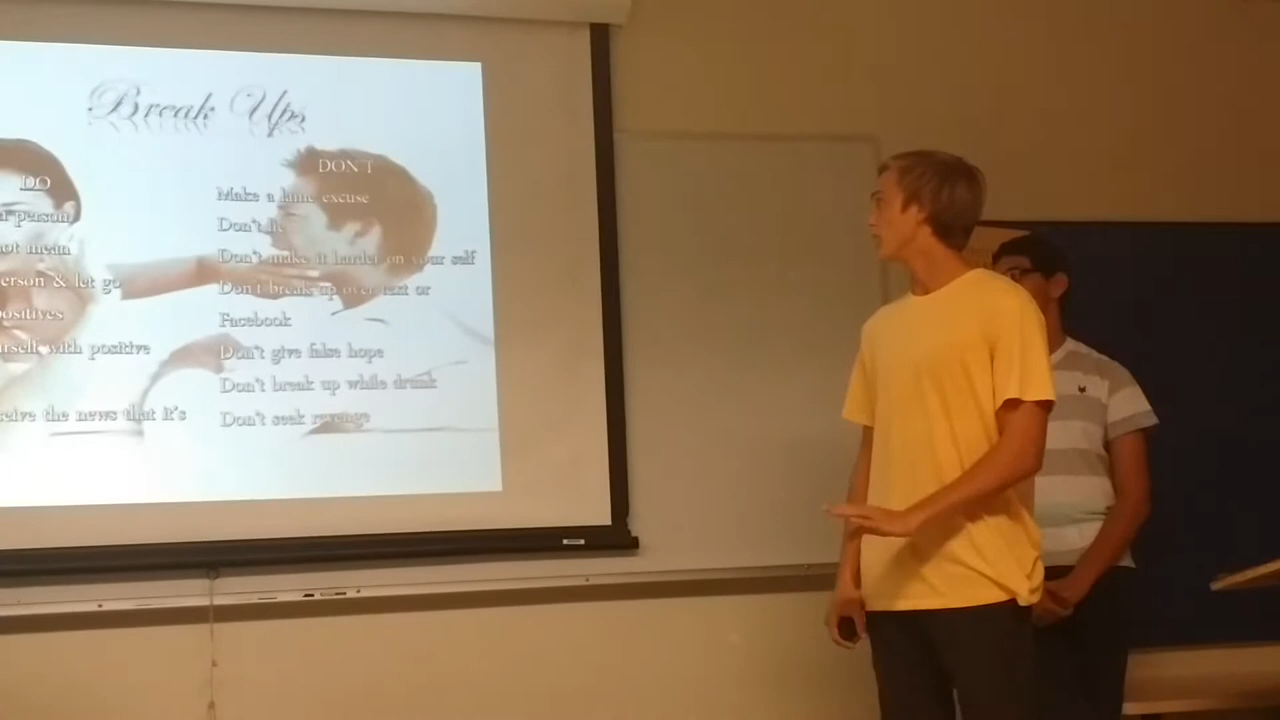 Break Ups
DO
person,
not mean
person & let go
positives
with positive
the news that it's
DON'T
Make a lame excuse
Don't lie
Don't make it harder on your self
Don't break up over text or
Facebook
Don't give false hope
Don't break up while drunk
Don't seek revenge